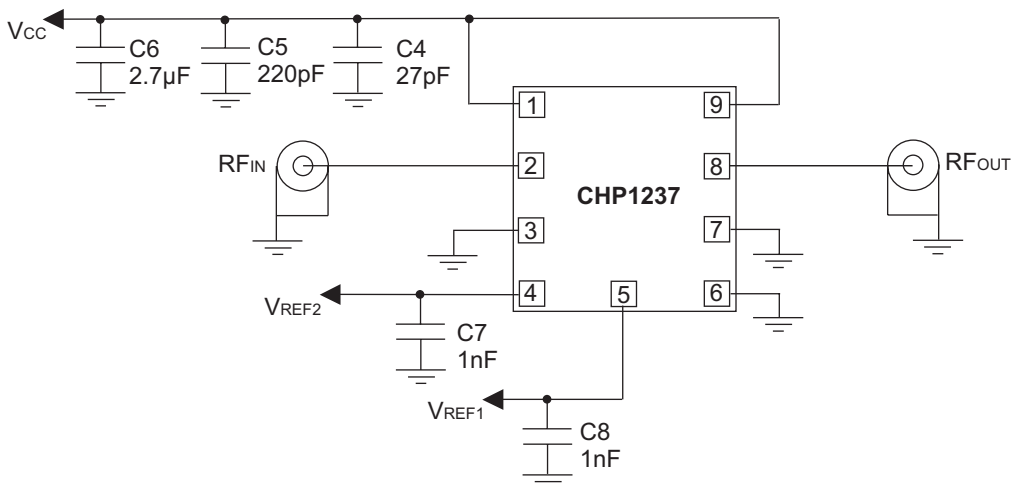 VCC
C6
2.7µF
C5
220pF
C4
27pF
1
9
RFIN
2
8
RFOUT
CHP1237
3
7
VREF2
4
5
6
C7
1nF
VREF1
C8
1nF